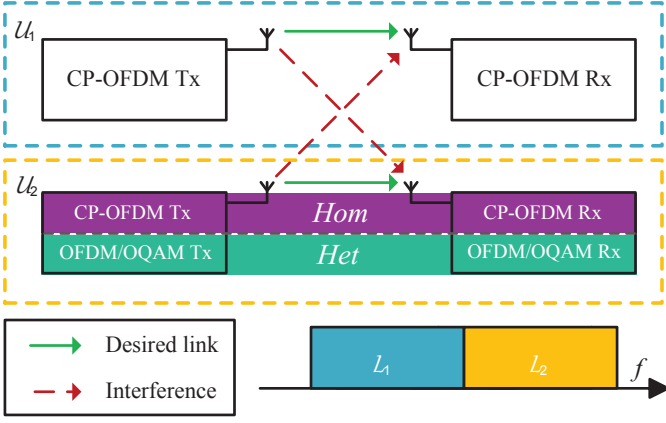 𝒰₁
CP-OFDM Tx
CP-OFDM Rx
𝒰₂
CP-OFDM Tx
Hom
CP-OFDM Rx
OFDM/OQAM Tx
Het
OFDM/OQAM Rx
Desired link
Interference
ℒ₁
ℒ₂
f